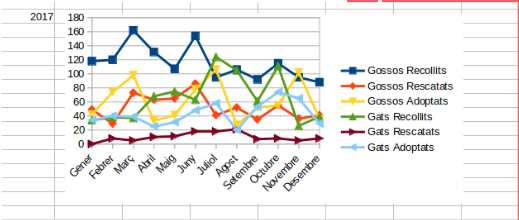 2017
180
160
140
120
100
80
60
40
20
0
Gener
Febrer
Març
Abril
Maig
Juny
Juliol
Agost
Setembre
Octubre
Novembre
Desembre
Gossos Recollits
Gossos Rescatats
Gossos Adoptats
Gats Recollits
Gats Rescatats
Gats Adoptats